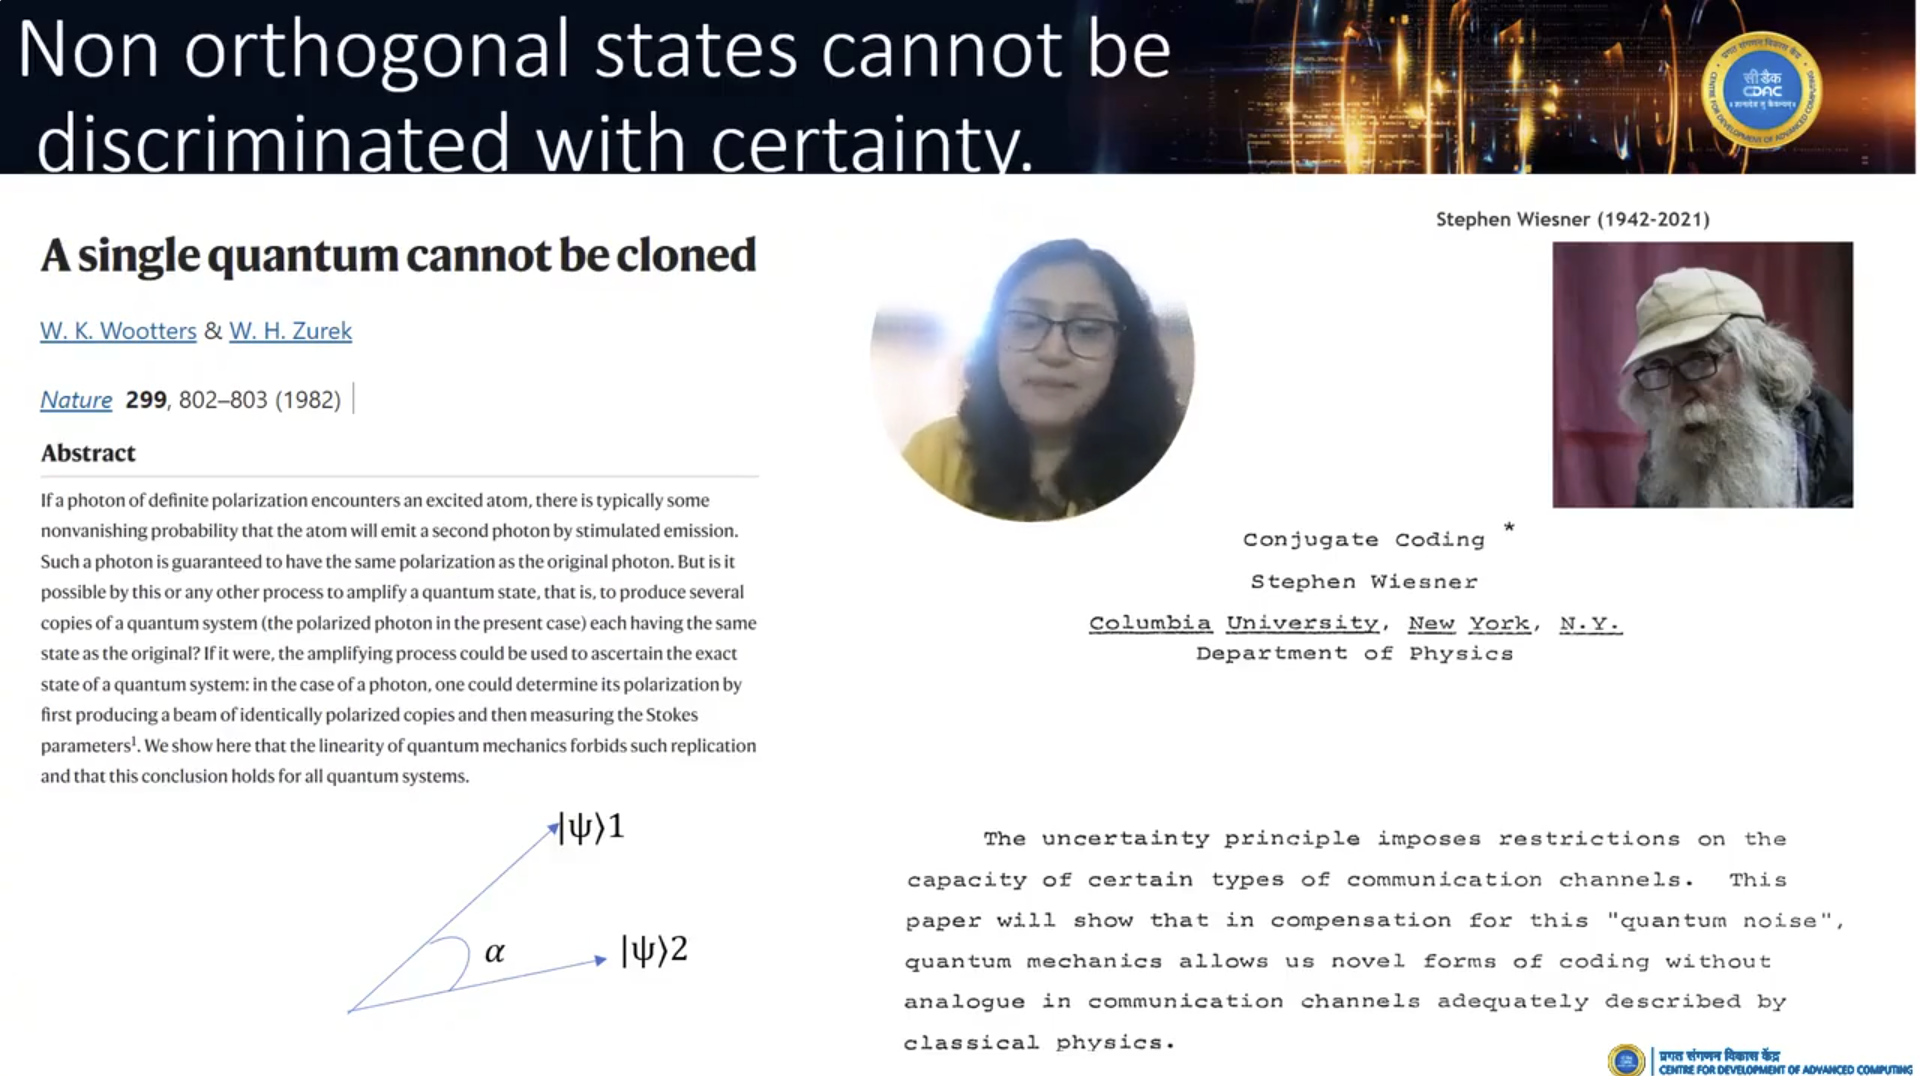 Non orthogonal states cannot be
discriminated with certainty.
सी डैक
CDAC
CENTRE FOR DEVELOPMENT OF ADVANCED COMPUTING
A single quantum cannot be cloned
W. K. Wootters & W. H. Zurek
Nature 299, 802–803 (1982)
Abstract
If a photon of definite polarization encounters an excited atom, there is typically some
nonvanishing probability that the atom will emit a second photon by stimulated emission.
Such a photon is guaranteed to have the same polarization as the original photon. But is it
possible by this or any other process to amplify a quantum state, that is, to produce several
copies of a quantum system (the polarized photon in the present case) each having the same
state as the original? If it were, the amplifying process could be used to ascertain the exact
state of a quantum system: in the case of a photon, one could determine its polarization by
first producing a beam of identically polarized copies and then measuring the Stokes
parameters¹. We show here that the linearity of quantum mechanics forbids such replication
and that this conclusion holds for all quantum systems.
|ψ⟩1
α
|ψ⟩2
Stephen Wiesner (1942-2021)
Conjugate Coding *
Stephen Wiesner
Columbia University, New York, N.Y.
Department of Physics
The uncertainty principle imposes restrictions on the
capacity of certain types of communication channels. This
paper will show that in compensation for this "quantum noise",
quantum mechanics allows us novel forms of coding without
analogue in communication channels adequately described by
classical physics.
प्रगत संगणन विकास केंद्र
CENTRE FOR DEVELOPMENT OF ADVANCED COMPUTING